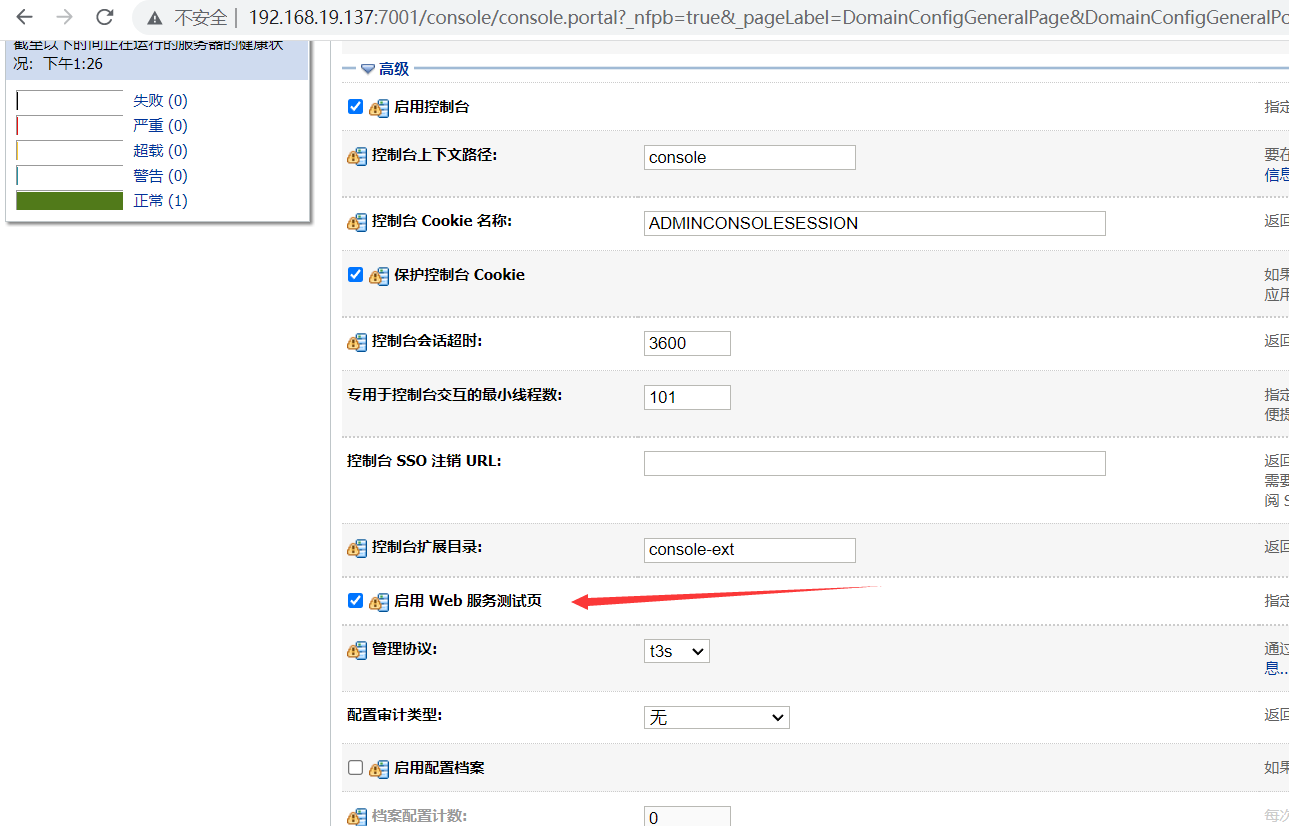 不安全 | 192.168.19.137:7001/console/console.portal?_nfpb=true&_pageLabel=DomainConfigGeneralPage&DomainConfigGeneralPo
截至以下时间正在运行的服务器的健康状
况: 下午1:26
失败 (0)
严重 (0)
超载 (0)
警告 (0)
正常 (1)
高级
启用控制台
指定
控制台上下文路径:
console
要在
信息
控制台 Cookie 名称:
ADMINCONSOLESESSION
返回
保护控制台 Cookie
如果
应用
控制台会话超时:
3600
返回
专用于控制台交互的最小线程数:
101
指定
便提
控制台 SSO 注销 URL:
返回
需要
阅 S
控制台扩展目录:
console-ext
返回
启用 Web 服务测试页
指定
管理协议:
t3s
通过
息...
配置审计类型:
无
返回
启用配置档案
如果
档案配置计数:
0
每次